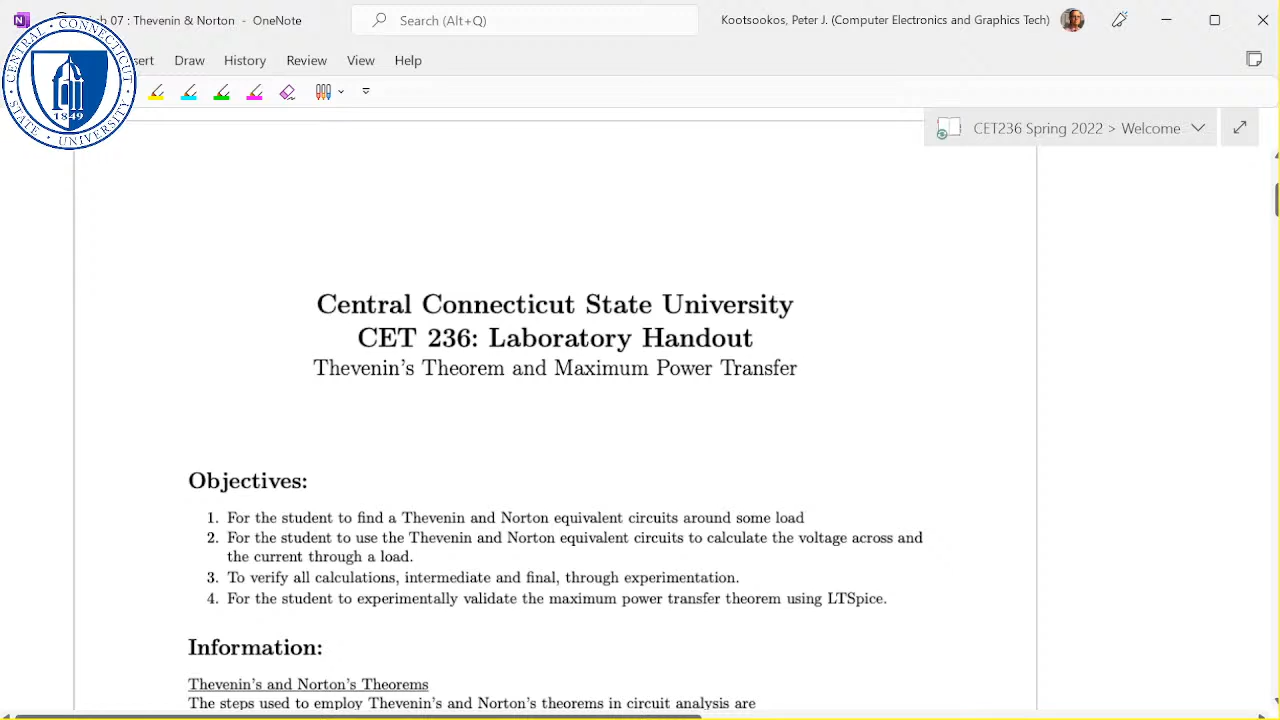 ch 07 : Thevenin & Norton - OneNote
Search (Alt+Q)
Kootsookos, Peter J. (Computer Electronics and Graphics Tech)
CENTRAL CONNECTICUT STATE UNIVERSITY
1849
sert
Draw
History
Review
View
Help
CET236 Spring 2022 > Welcome
Central Connecticut State University
CET 236: Laboratory Handout
Thevenin's Theorem and Maximum Power Transfer
Objectives:
1. For the student to find a Thevenin and Norton equivalent circuits around some load
2. For the student to use the Thevenin and Norton equivalent circuits to calculate the voltage across and
the current through a load.
3. To verify all calculations, intermediate and final, through experimentation.
4. For the student to experimentally validate the maximum power transfer theorem using LTSpice.
Information:
Thevenin's and Norton's Theorems
The steps used to employ Thevenin's and Norton's theorems in circuit analysis are